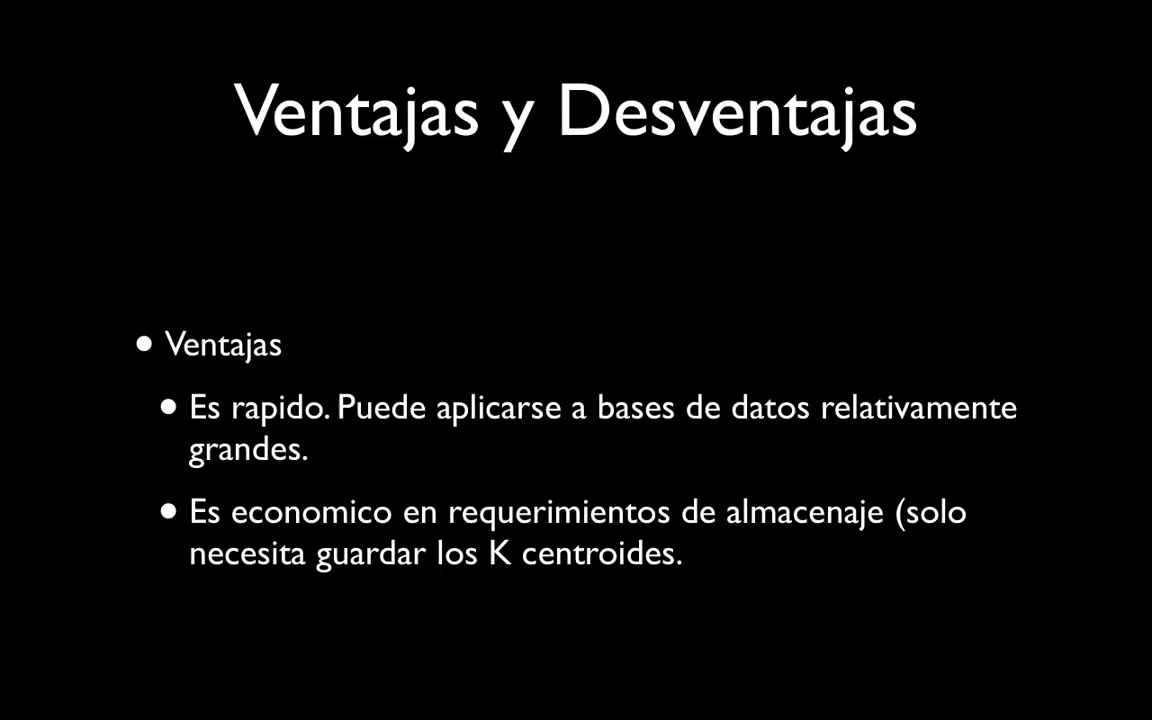 Ventajas y Desventajas
• Ventajas
• Es rapido. Puede aplicarse a bases de datos relativamente
grandes.
• Es economico en requerimientos de almacenaje (solo
necesita guardar los K centroides.